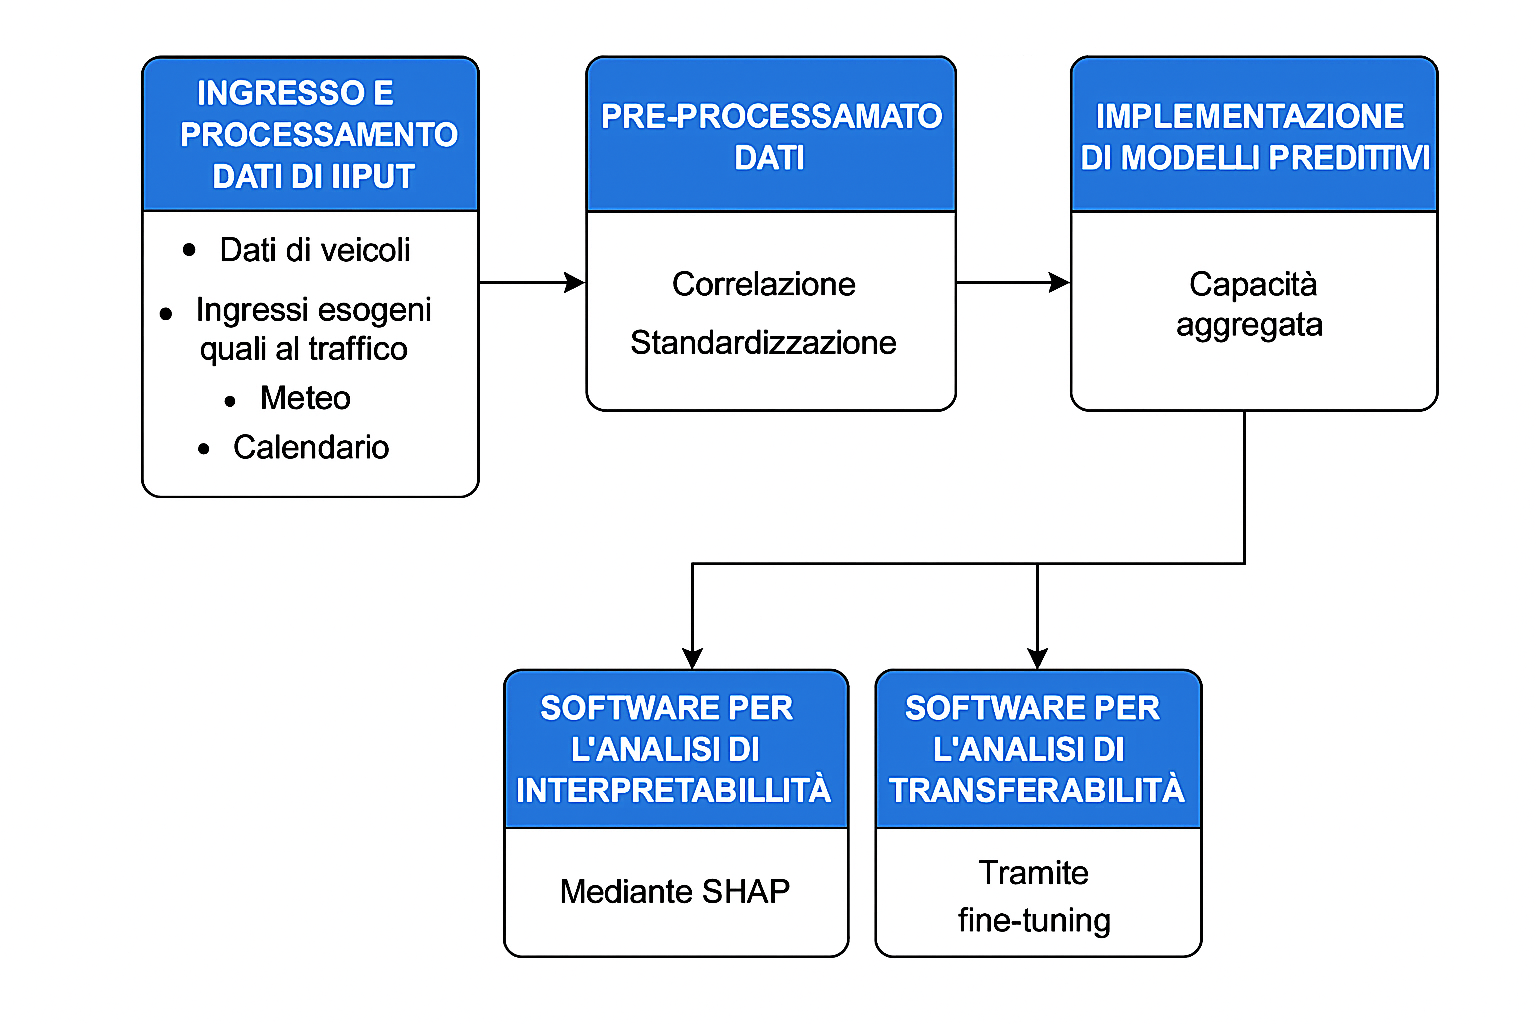 INGRESSO E
PROCESSAMENTO
DATI DI IIPUT
• Dati di veicoli
• Ingressi esogeni
quali al traffico
• Meteo
• Calendario
PRE-PROCESSAMATO
DATI
Correlazione
Standardizzazione
IMPLEMENTAZIONE
DI MODELLI PREDITTIVI
Capacità
aggregata
SOFTWARE PER
L'ANALISI DI
INTERPRETABILLITÀ
Mediante SHAP
SOFTWARE PER
L'ANALISI DI
TRANSFERABILITÀ
Tramite
fine-tuning